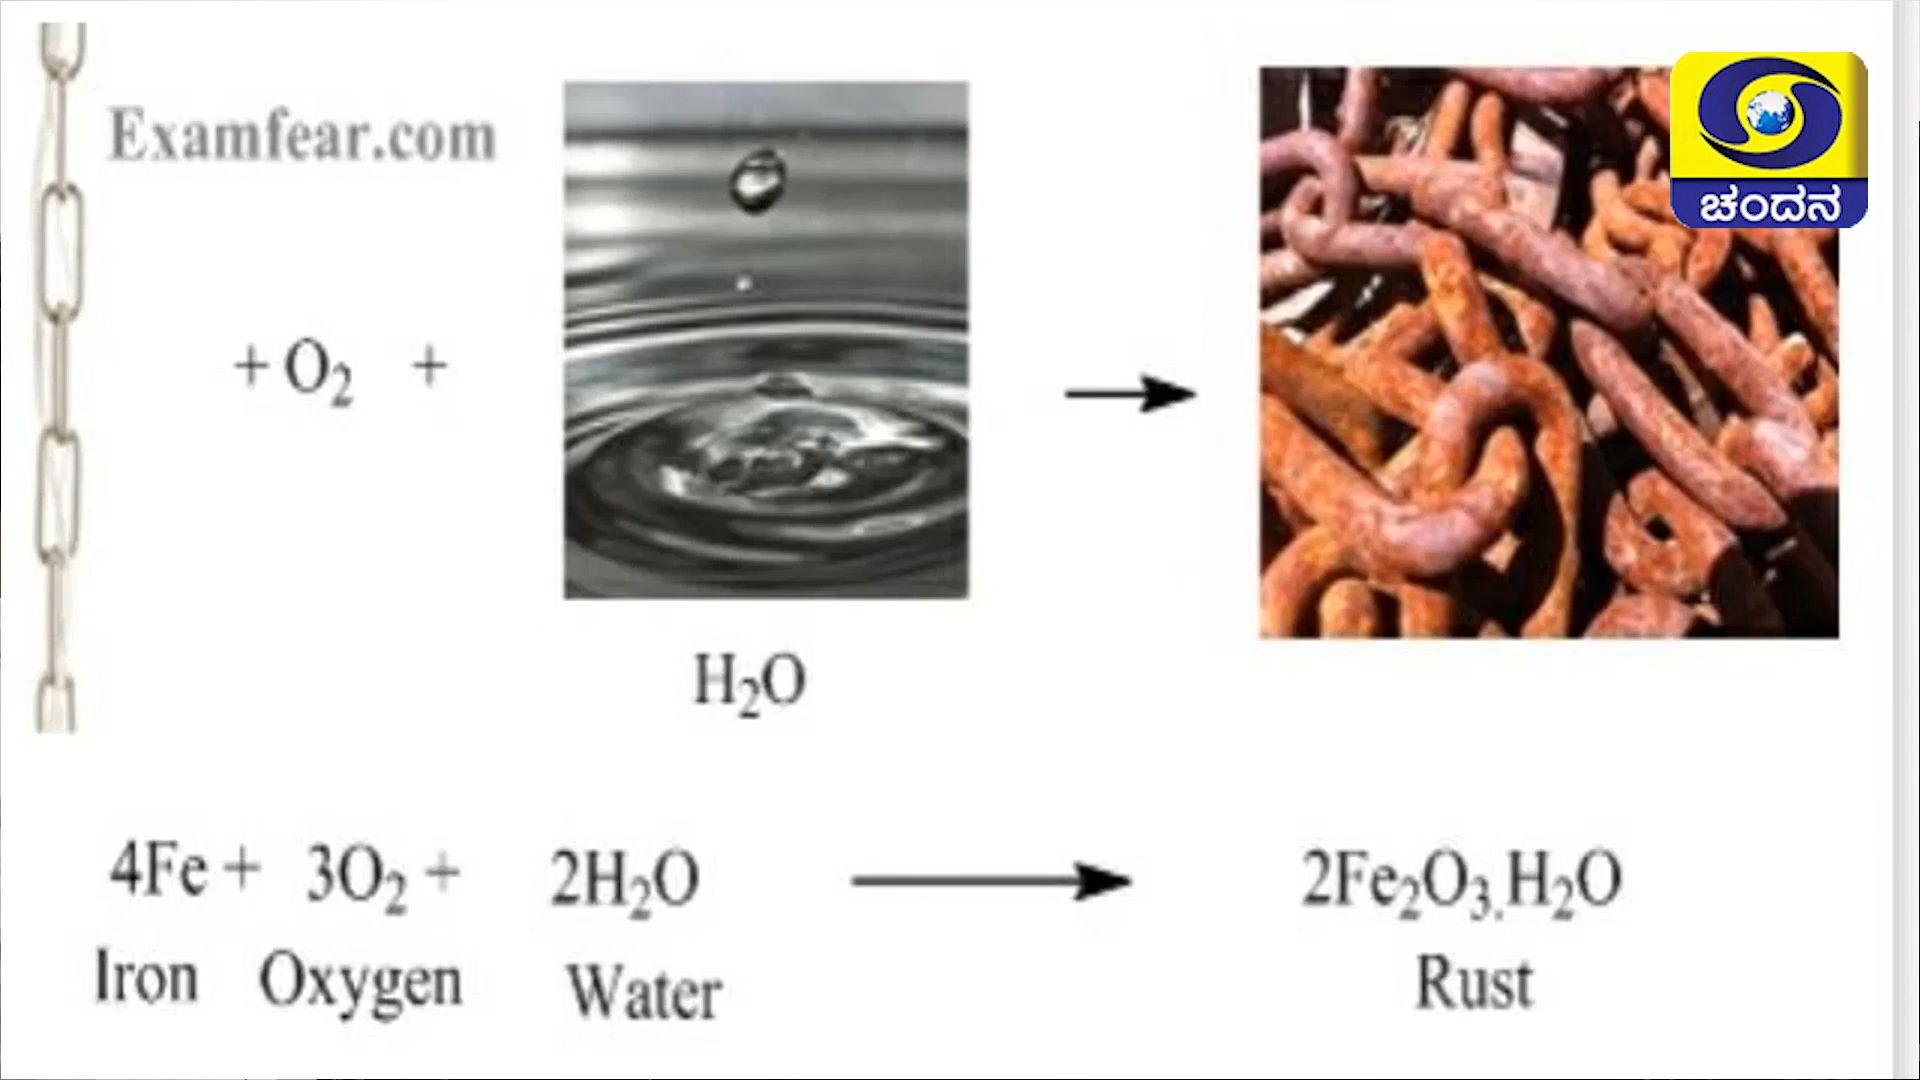 Examfear.com
ಚಂದನ
+ O₂ +
H₂O
4Fe + 3O₂ + 2H₂O 2Fe₂O₃.H₂O
Iron Oxygen Water Rust